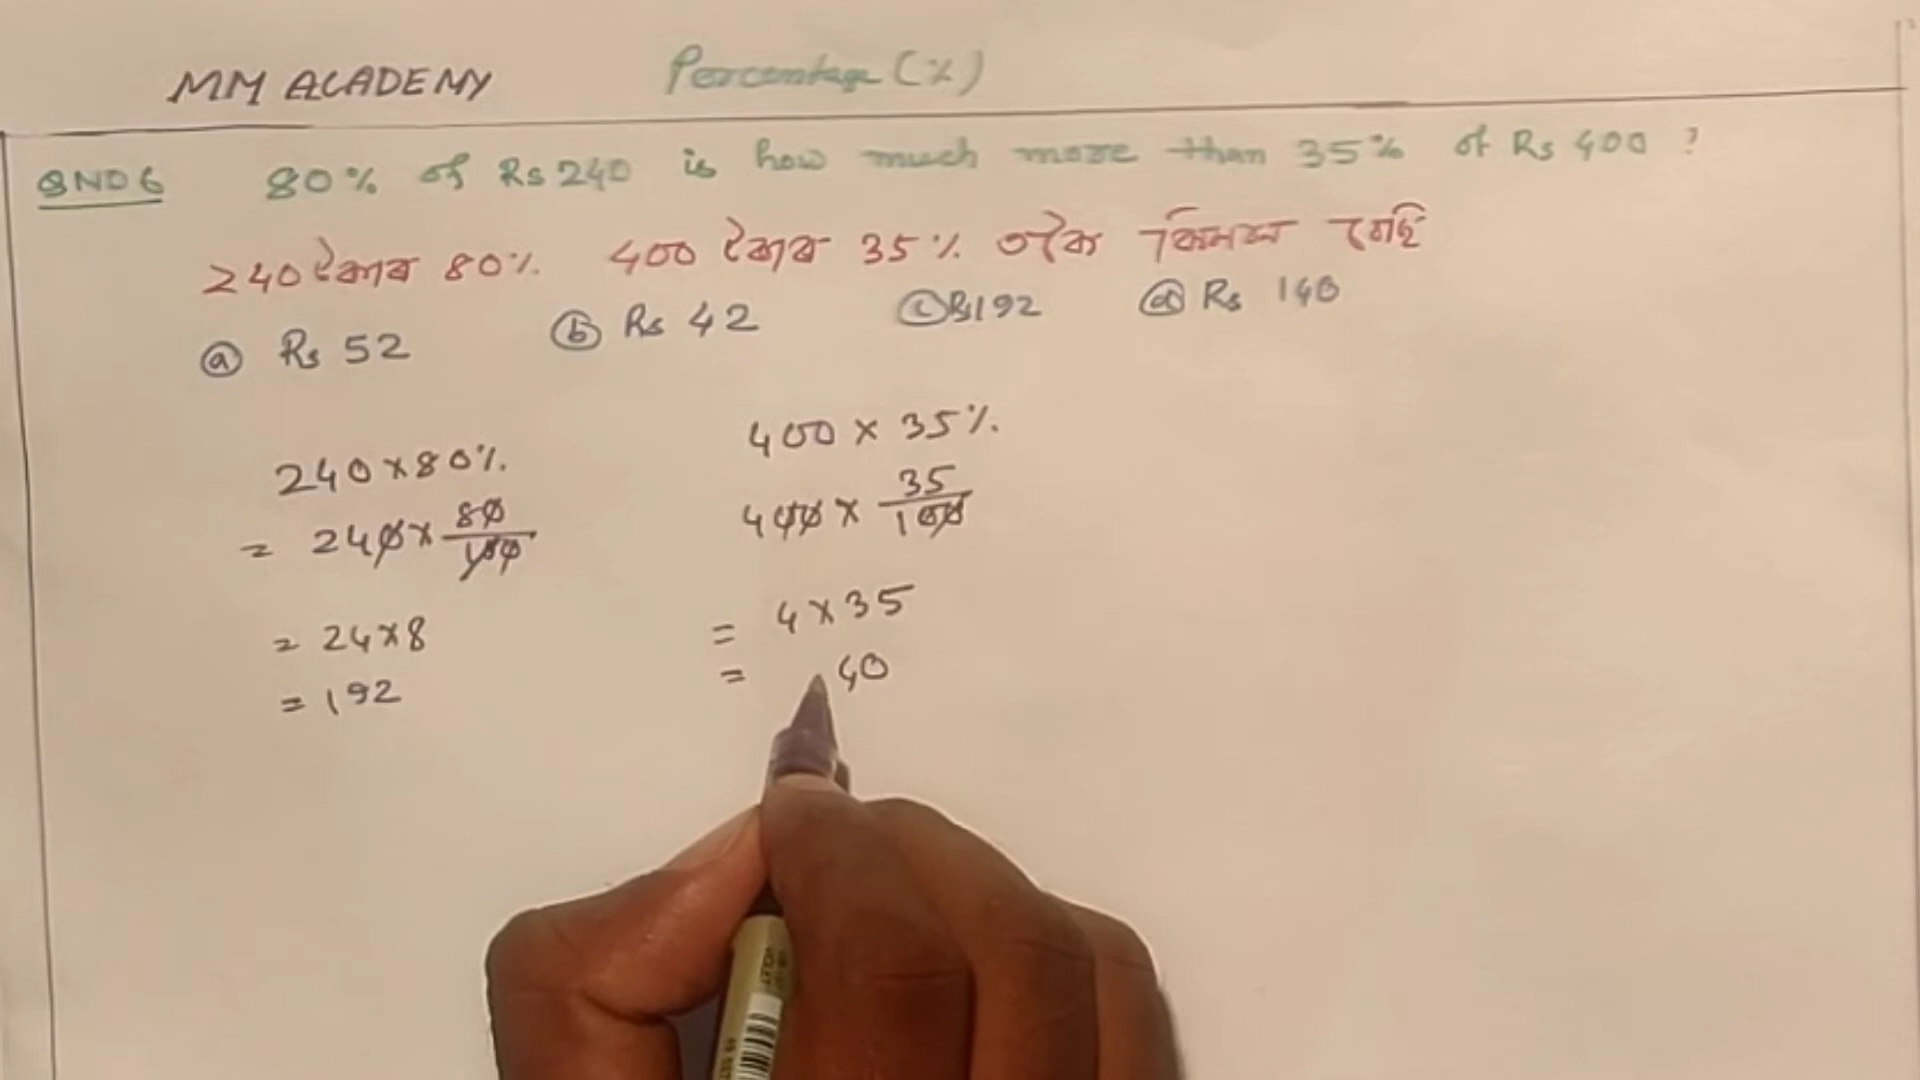 MM ACADEMY Percentage (%)
QNO 6 80% of Rs 240 is how much more than 35% of Rs 400 ?
240 টকাৰ 80% 400 টকাৰ 35% তকৈ কিমান বেছি
ⓐ Rs 52 ⓑ Rs 42 ⓒ Rs 192 ⓓ Rs 140
240 × 80%
= 240 × 80/100
= 24 × 8
= 192
400 × 35%
400 × 35/100
= 4 × 35
= 40